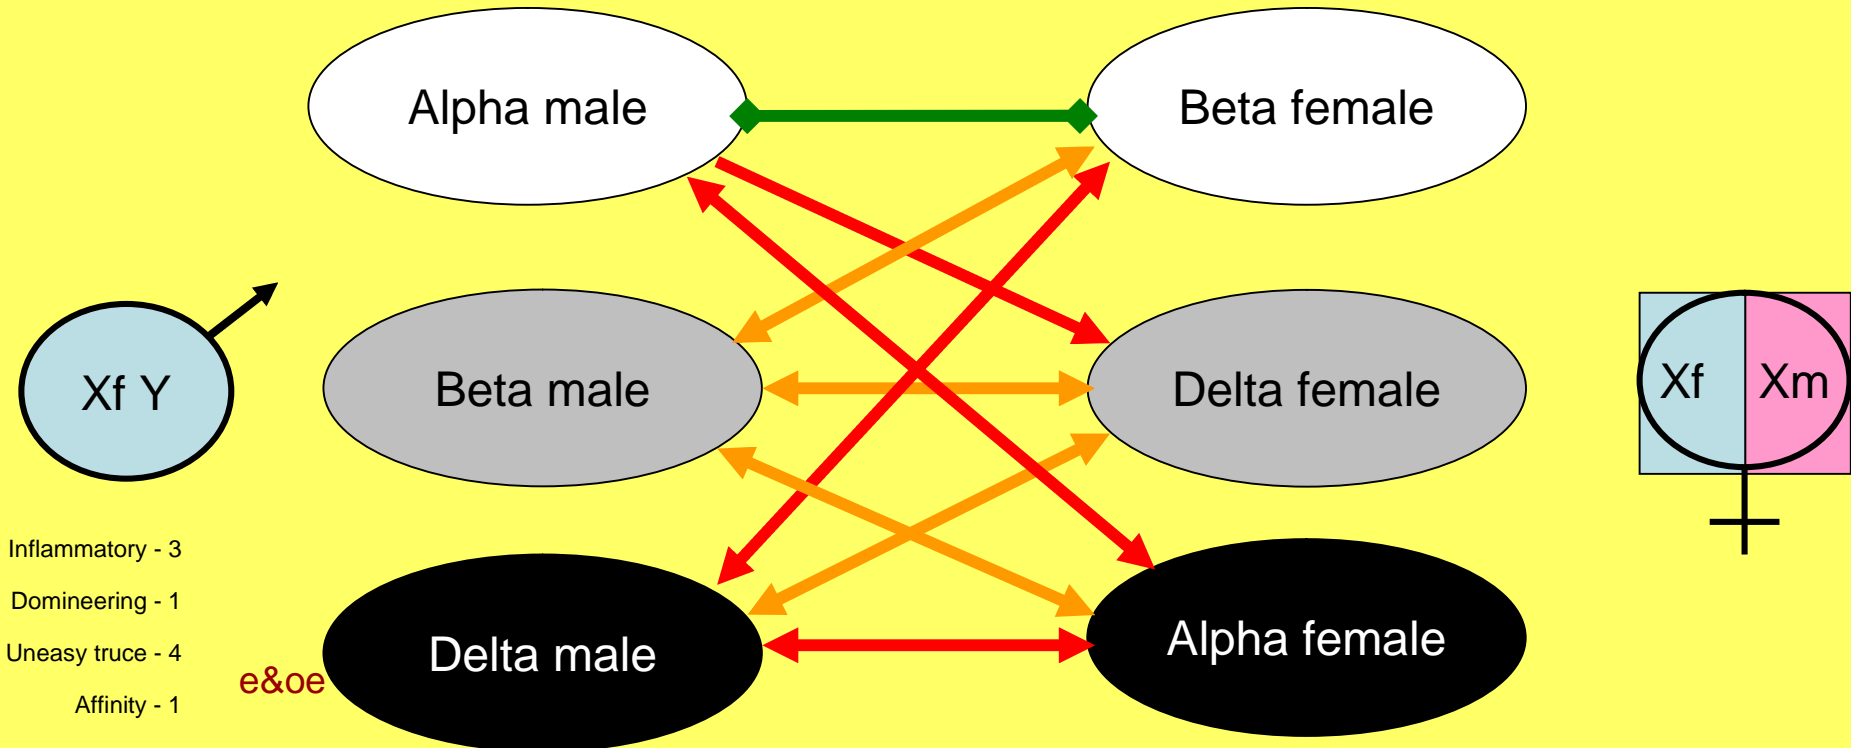 Alpha male
Beta female
Xf Y
Beta male
Delta female
Xf
Xm
Inflammatory - 3
Domineering - 1
Uneasy truce - 4
Affinity - 1
e&oe
Delta male
Alpha female